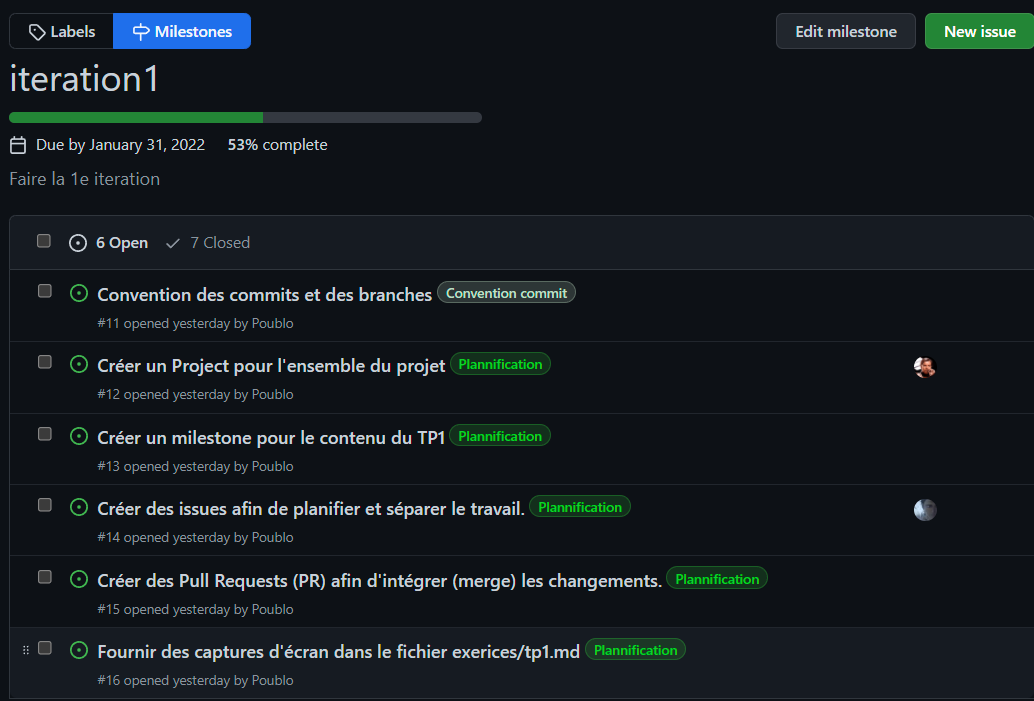 Labels Milestones Edit milestone New issue
iteration1
Due by January 31, 2022 53% complete
Faire la 1e iteration
6 Open 7 Closed
Convention des commits et des branches Convention commit
#11 opened yesterday by Poublo
Créer un Project pour l'ensemble du projet Plannification
#12 opened yesterday by Poublo
Créer un milestone pour le contenu du TP1 Plannification
#13 opened yesterday by Poublo
Créer des issues afin de planifier et séparer le travail. Plannification
#14 opened yesterday by Poublo
Créer des Pull Requests (PR) afin d'intégrer (merge) les changements. Plannification
#15 opened yesterday by Poublo
Fournir des captures d'écran dans le fichier exerices/tp1.md Plannification
#16 opened yesterday by Poublo